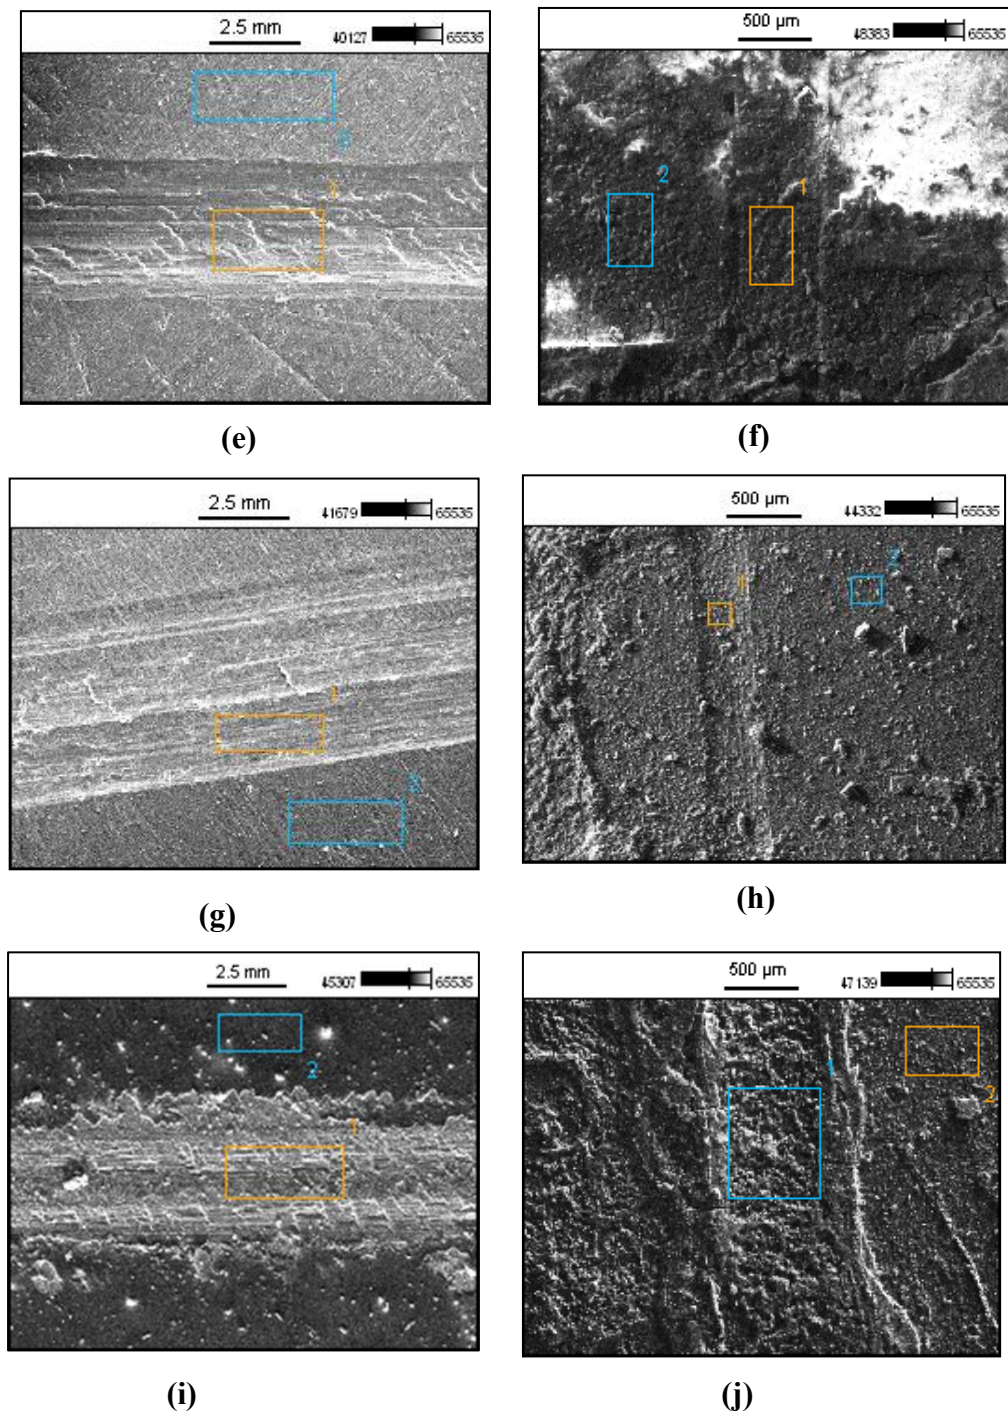 2.5 mm 40127 65535
2
1
(e)
500 µm 48383 65535
2 1
(f)
2.5 mm 41679 65535
1
2
(g)
500 µm 44332 65535
1 2
(h)
2.5 mm 45307 65535
2
1
(i)
500 µm 47139 65535
1
2
(j)